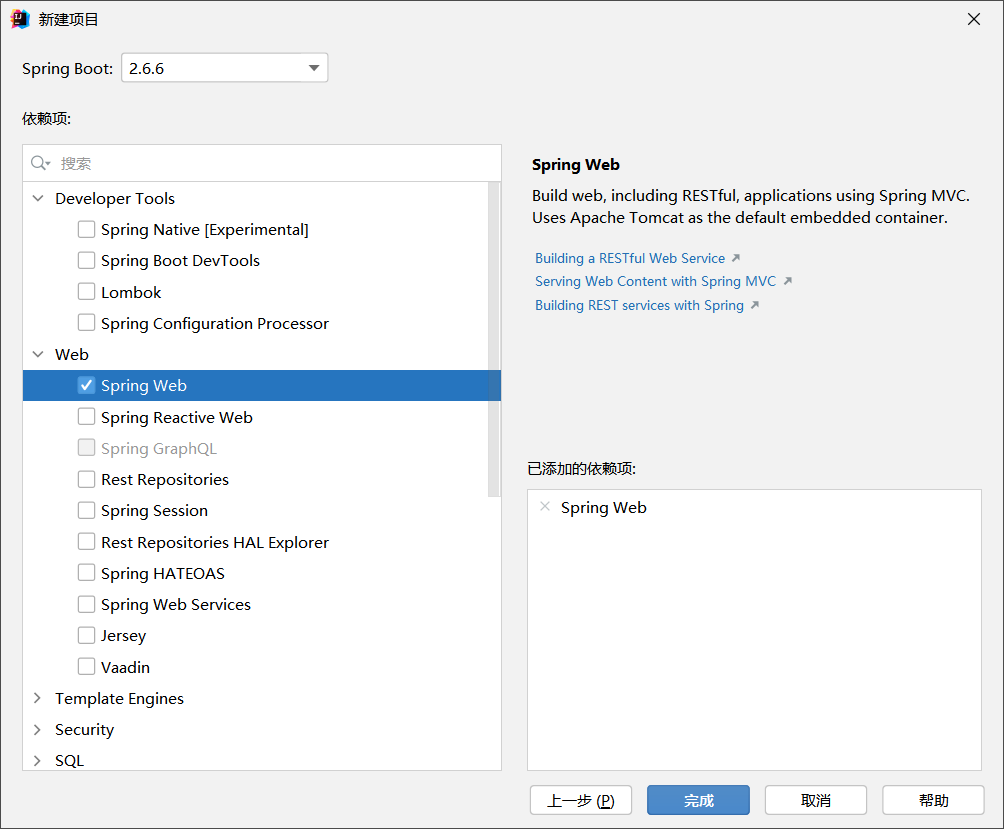 新建项目
Spring Boot: 2.6.6
依赖项:
搜索
Developer Tools
Spring Native [Experimental]
Spring Boot DevTools
Lombok
Spring Configuration Processor
Web
Spring Web
Spring Reactive Web
Spring GraphQL
Rest Repositories
Spring Session
Rest Repositories HAL Explorer
Spring HATEOAS
Spring Web Services
Jersey
Vaadin
Template Engines
Security
SQL
Spring Web
Build web, including RESTful, applications using Spring MVC.
Uses Apache Tomcat as the default embedded container.
Building a RESTful Web Service
Serving Web Content with Spring MVC
Building REST services with Spring
已添加的依赖项:
Spring Web
上一步 (P) 完成 取消 帮助